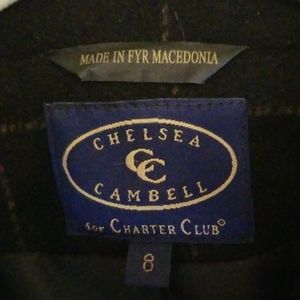 MADE IN FYR MACEDONIA
CHELSEA
CC
CAMBELL
for CHARTER CLUB®
8